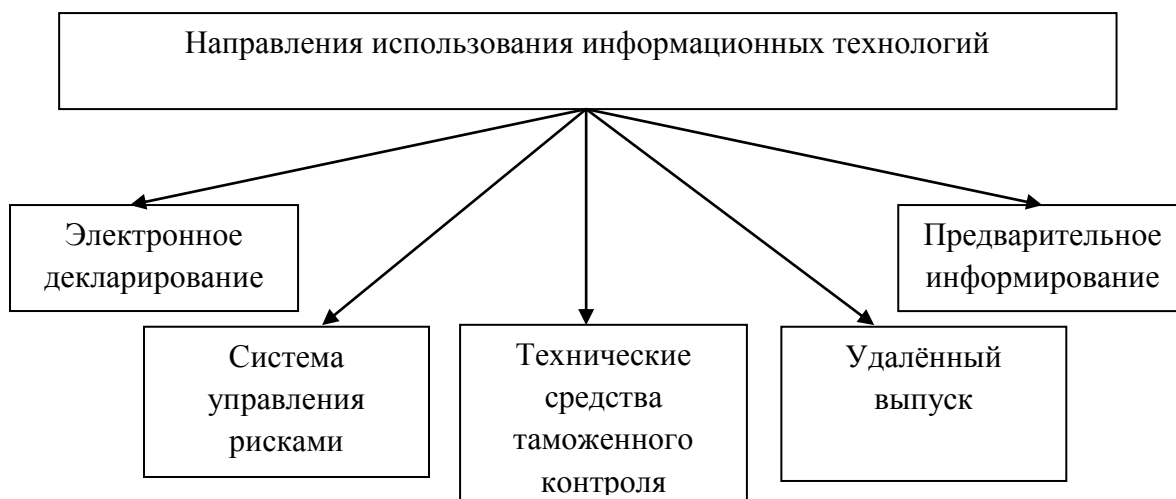 Направления использования информационных технологий
Электронное
декларирование
Предварительное
информирование
Система
управления
рисками
Технические
средства
таможенного
контроля
Удалённый
выпуск